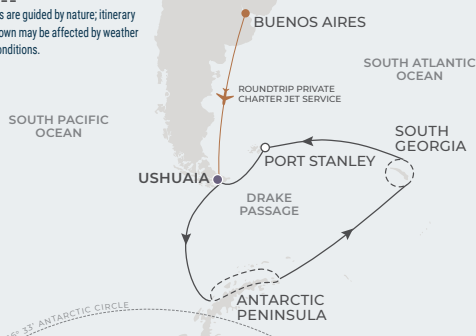 s are guided by nature; itinerary
own may be affected by weather
onditions.
BUENOS AIRES
SOUTH ATLANTIC
OCEAN
ROUNDTRIP PRIVATE
CHARTER JET SERVICE
SOUTH PACIFIC
OCEAN
SOUTH
GEORGIA
PORT STANLEY
USHUAIA
DRAKE
PASSAGE
ANTARCTIC
PENINSULA
° 33' ANTARCTIC CIRCLE